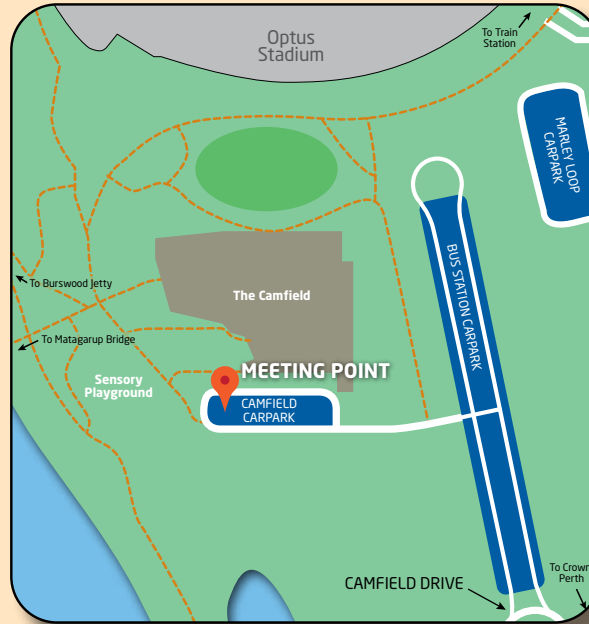 Optus
Stadium
To Train
Station
MARLEY LOOP
CARPARK
BUS STATION CARPARK
To Burswood Jetty
The Camfield
To Matagarup Bridge
MEETING POINT
Sensory
Playground
CAMFIELD
CARPARK
CAMFIELD DRIVE
To Crown
Perth